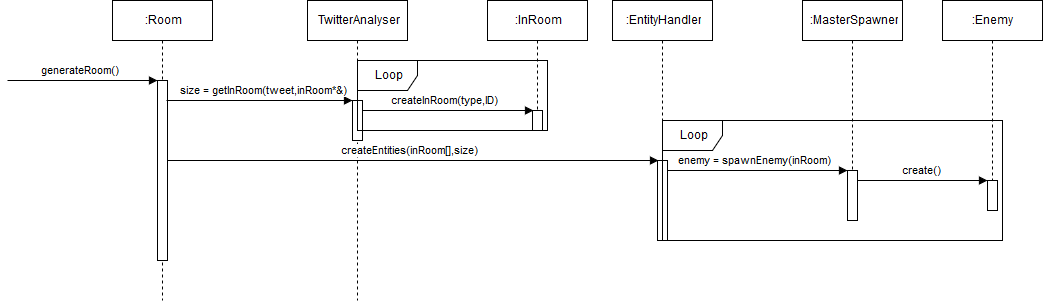 :Room
TwitterAnalyser
:InRoom
:EntityHandler
:MasterSpawner
:Enemy
generateRoom()
Loop
size = getInRoom(tweet,inRoom*&)
createInRoom(type,ID)
Loop
createEntities(inRoom[],size)
enemy = spawnEnemy(inRoom)
create()